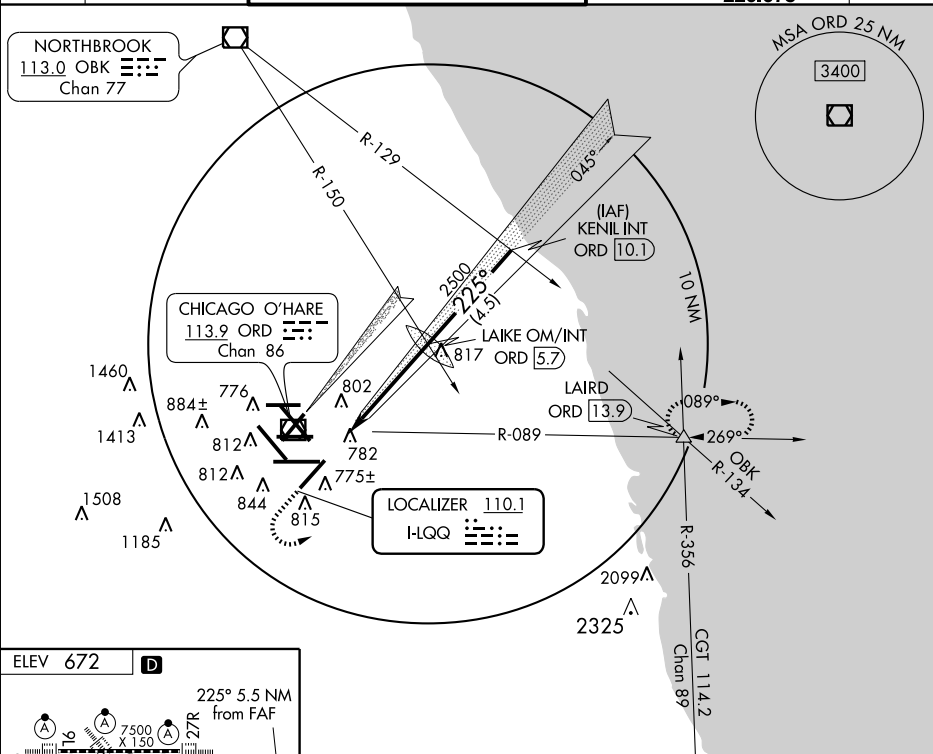 MSA ORD 25 NM
3400
NORTHBROOK
113.0 OBK
Chan 77
R-129
R-150
045°
(IAF)
KENIL INT
ORD 10.1
2500
225°
(4.5)
10 NM
CHICAGO O'HARE
113.9 ORD
Chan 86
LAIKE OM/INT
ORD 5.7
817
1460
776
802
884±
1413
LAIRD
ORD 13.9
089°
269°
R-089
OBK
R-134
812
782
812
775±
844
815
1508
1185
LOCALIZER 110.1
I-LQQ
R-356
2099
2325
CGT 114.2
Chan 89
ELEV 672
D
225° 5.5 NM
from FAF
A
A
A
7500
X 150
27R